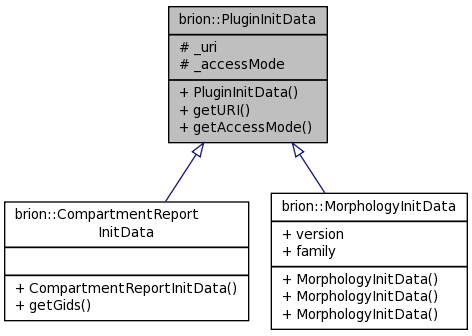 brion::PluginInitData
# _uri
# _accessMode
+ PluginInitData()
+ getURI()
+ getAccessMode()
brion::CompartmentReport
InitData
+ CompartmentReportInitData()
+ getGids()
brion::MorphologyInitData
+ version
+ family
+ MorphologyInitData()
+ MorphologyInitData()
+ MorphologyInitData()